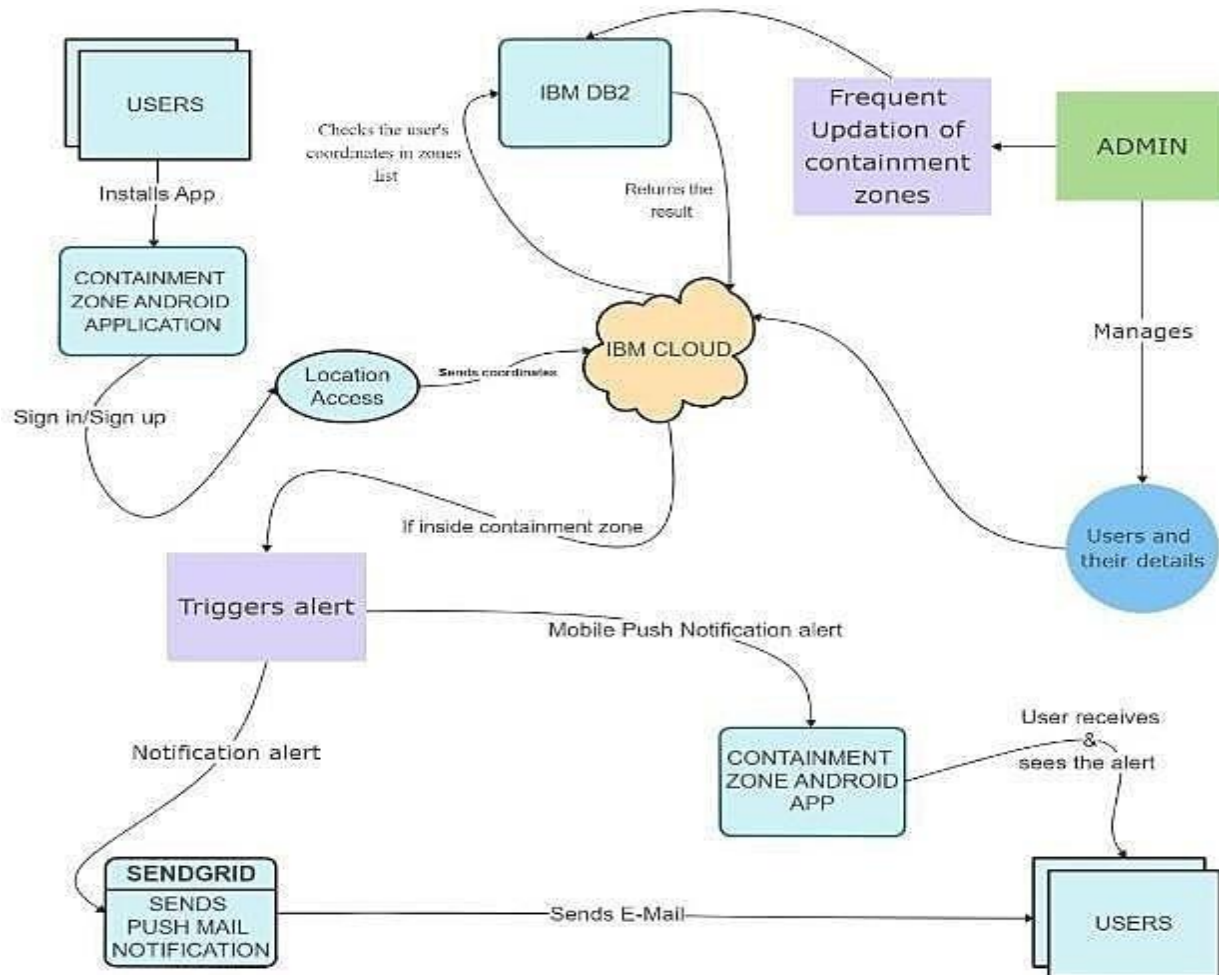 USERS
IBM DB2
Frequent
Updation of
containment
zones
ADMIN
Checks the user's
coordinates in zones
list
Installs App
Returns the
result
CONTAINMENT
ZONE ANDROID
APPLICATION
Manages
IBM CLOUD
Location
Access
Sends coordinates
Sign in/Sign up
If inside containment zone
Users and
their details
Triggers alert
Mobile Push Notification alert
User receives
&
sees the alert
Notification alert
CONTAINMENT
ZONE ANDROID
APP
SENDGRID
SENDS
PUSH MAIL
NOTIFICATION
Sends E-Mail
USERS